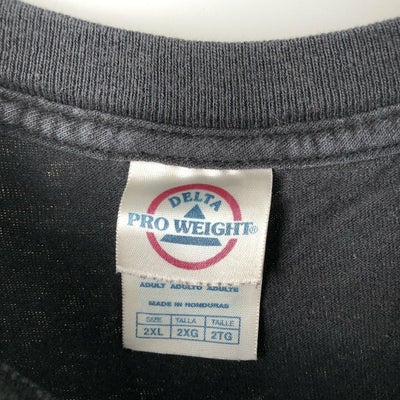 DELTA
PRO WEIGHT®
ADULT ADULTO ADULTE
MADE IN HONDURAS
SIZE TALLA TAILLE
2XL 2XG 2TG